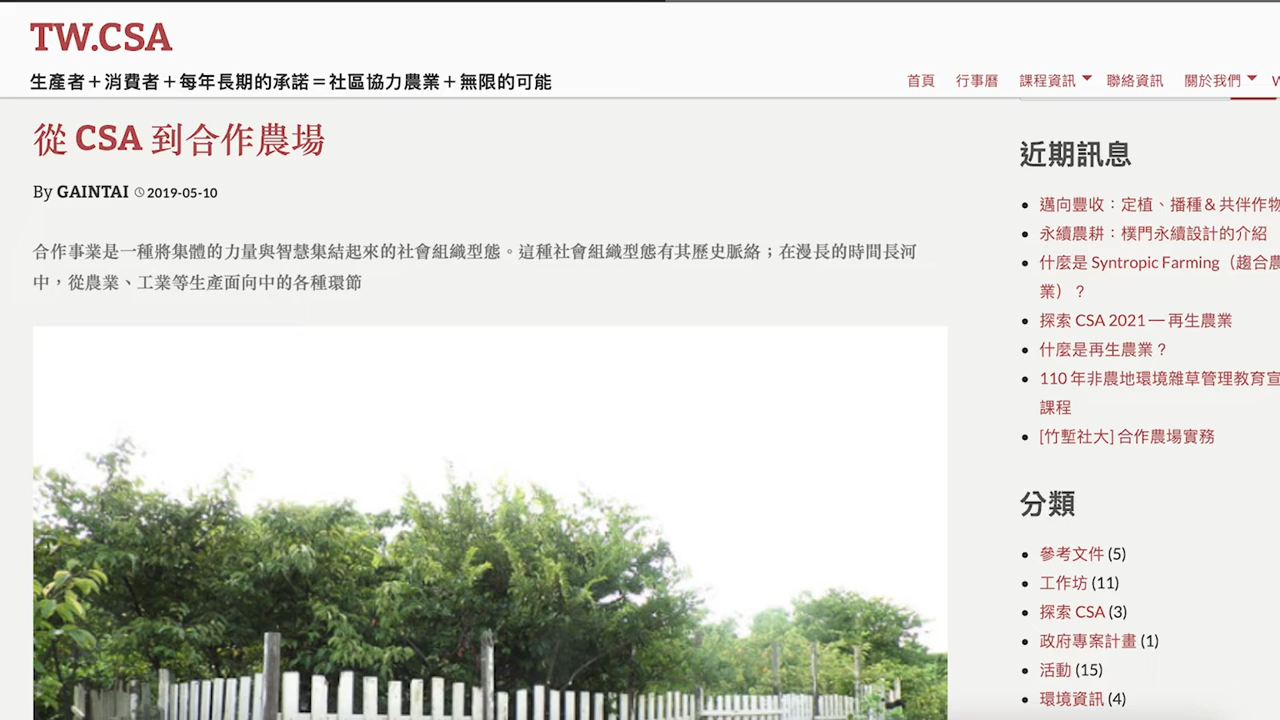 TW.CSA
生產者＋消費者＋每年長期的承諾＝社區協力農業＋無限的可能
首頁 行事曆 課程資訊 聯絡資訊 關於我們
從 CSA 到合作農場
By GAINTAI 2019-05-10
合作事業是一種將集體的力量與智慧集結起來的社會組織型態。這種社會組織型態有其歷史脈絡；在漫長的時間長河
中，從農業、工業等生產面向中的各種環節
近期訊息
邁向豐收：定植、播種＆共伴作物
永續農耕：樸門永續設計的介紹
什麼是 Syntropic Farming（趨合農
業）？
探索 CSA 2021 — 再生農業
什麼是再生農業？
110 年非農地環境雜草管理教育宣
課程
[竹塹社大] 合作農場實務
分類
參考文件 (5)
工作坊 (11)
探索 CSA (3)
政府專案計畫 (1)
活動 (15)
環境資訊 (4)